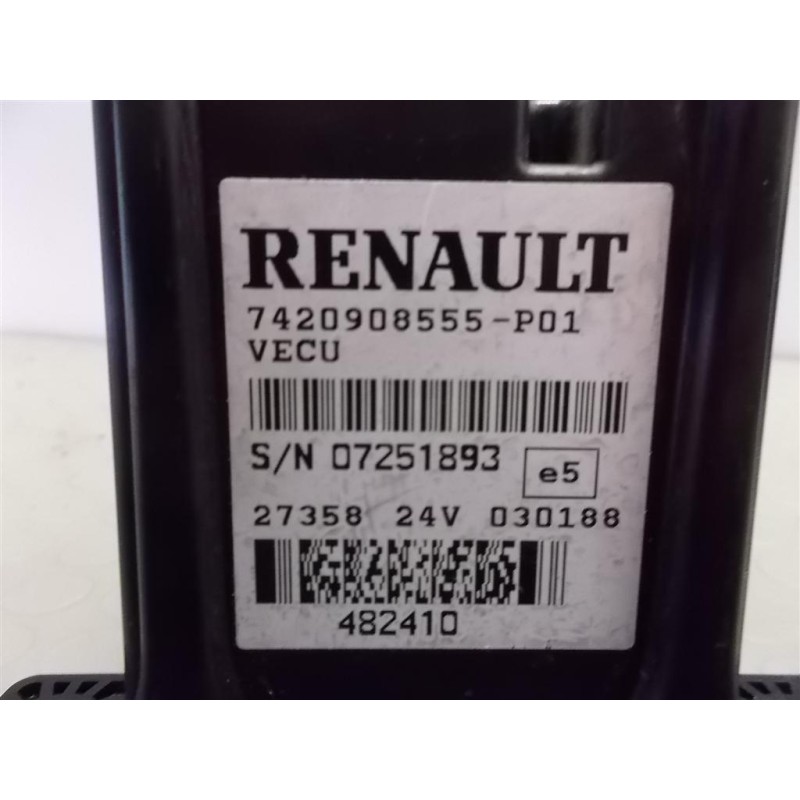 RENAULT
7420908555-P01
VECU
S/N 07251893
e5
27358 24V 030188
482410